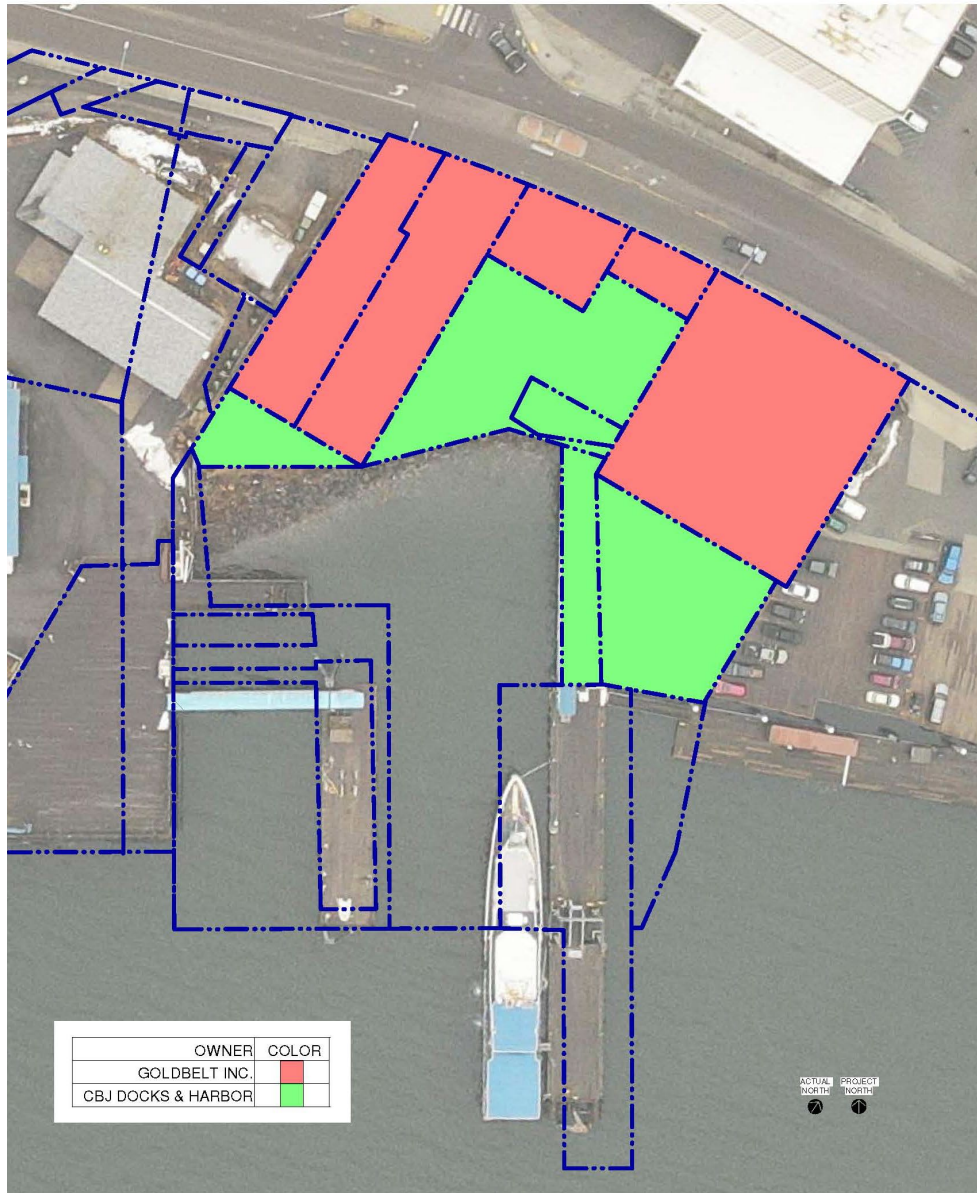 OWNER COLOR
GOLDBELT INC.
CBJ DOCKS & HARBOR
ACTUAL NORTH
PROJECT NORTH